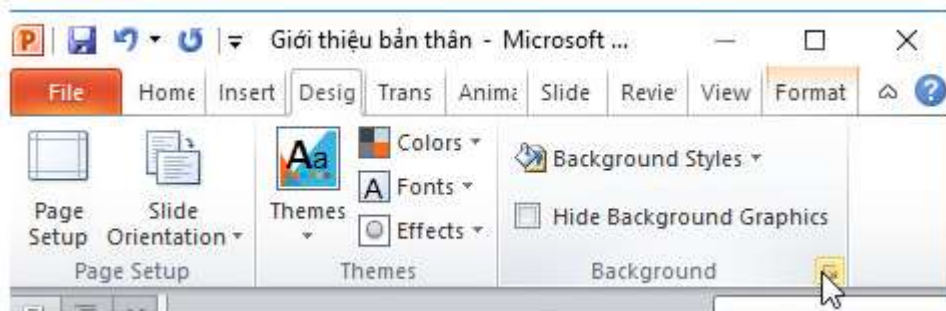 Giới thiệu bản thân - Microsoft ...
File Home Insert Desig Trans Anima Slide Revie View Format
Colors
Background Styles
Aa
A Fonts
Page Setup
Slide Orientation
Themes
Hide Background Graphics
Effects
Page Setup Themes Background